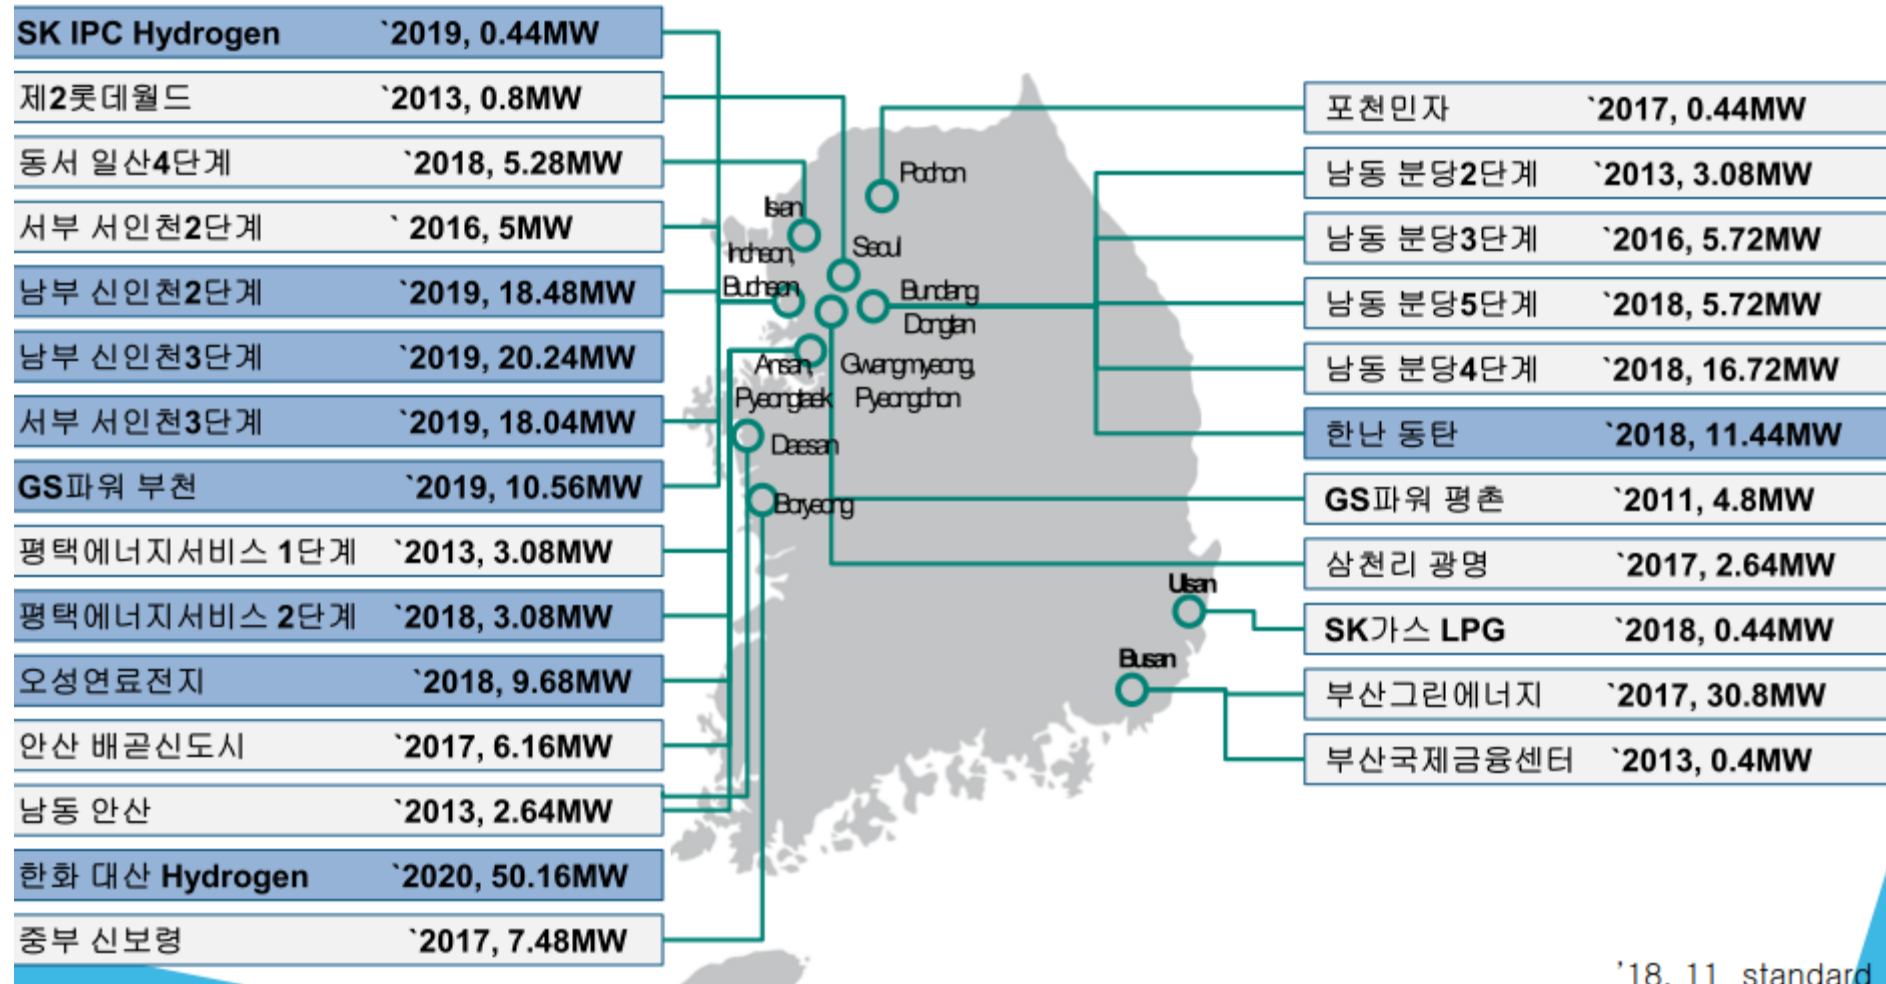 SK IPC Hydrogen `2019, 0.44MW
제2롯데월드 `2013, 0.8MW
동서 일산4단계 `2018, 5.28MW
서부 서인천2단계 ` 2016, 5MW
남부 신인천2단계 `2019, 18.48MW
남부 신인천3단계 `2019, 20.24MW
서부 서인천3단계 `2019, 18.04MW
GS파워 부천 `2019, 10.56MW
평택에너지서비스 1단계 `2013, 3.08MW
평택에너지서비스 2단계 `2018, 3.08MW
오성연료전지 `2018, 9.68MW
안산 배곧신도시 `2017, 6.16MW
남동 안산 `2013, 2.64MW
한화 대산 Hydrogen `2020, 50.16MW
중부 신보령 `2017, 7.48MW
Pochon
Ilsan
Incheon,
Bucheon
Seoul
Bundang
Dongtan
Ansan,
Pyeongtaek
Gwangmyeong,
Pyeongchon
Daesan
Boryeong
Ulsan
Busan
포천민자 `2017, 0.44MW
남동 분당2단계 `2013, 3.08MW
남동 분당3단계 `2016, 5.72MW
남동 분당5단계 `2018, 5.72MW
남동 분당4단계 `2018, 16.72MW
한난 동탄 `2018, 11.44MW
GS파워 평촌 `2011, 4.8MW
삼천리 광명 `2017, 2.64MW
SK가스 LPG `2018, 0.44MW
부산그린에너지 `2017, 30.8MW
부산국제금융센터 `2013, 0.4MW
'18. 11 standard